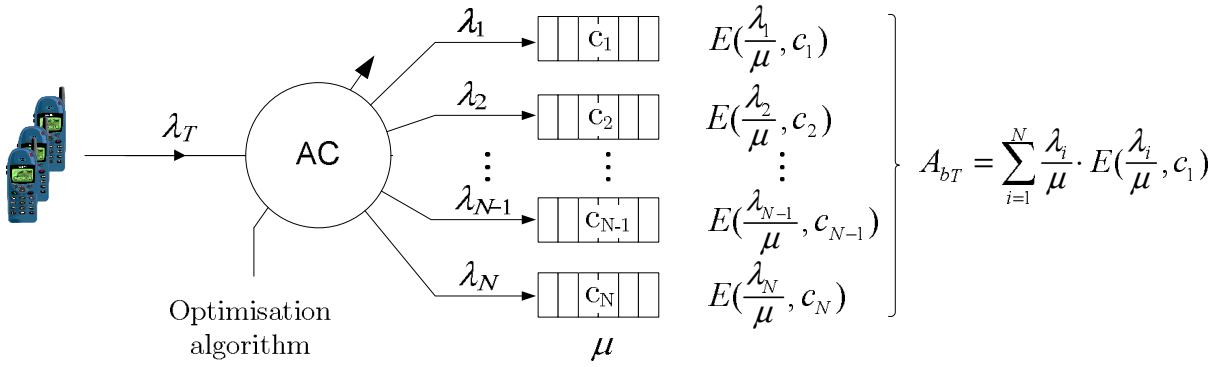 λ_T
AC
Optimisation
algorithm
λ_1
c_1
E(λ_1/μ, c_1)
λ_2
c_2
E(λ_2/μ, c_2)
⋮ ⋮ ⋮
λ_{N-1}
c_{N-1}
E(λ_{N-1}/μ, c_{N-1})
λ_N
c_N
E(λ_N/μ, c_N)
μ
A_{bT} = ∑_{i=1}^{N} λ_i/μ · E(λ_i/μ, c_1)